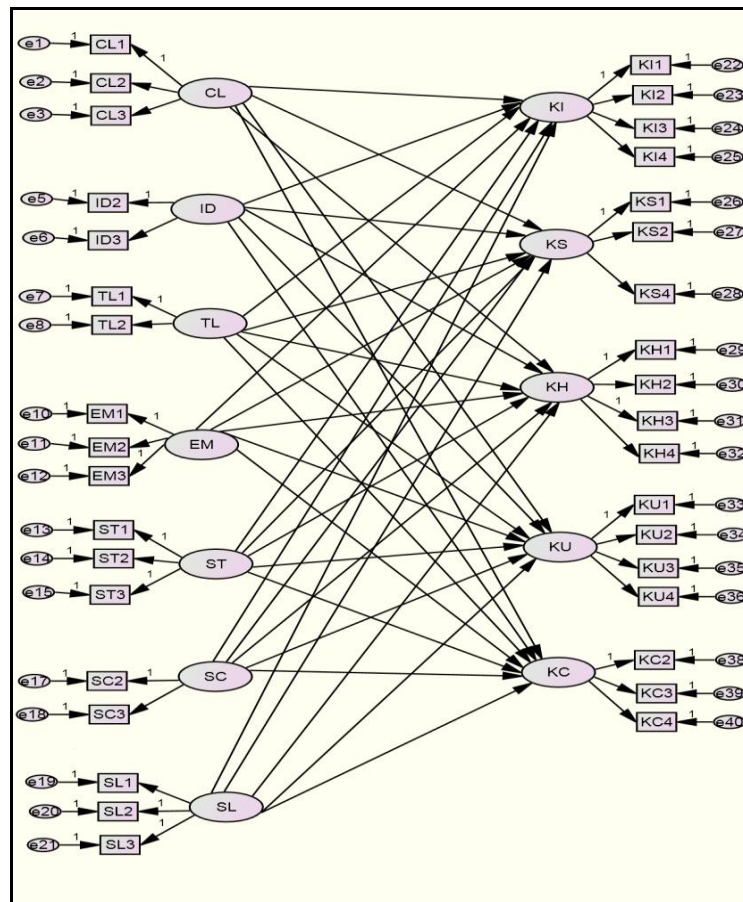 e1 1 CL1
e2 1 CL2
e3 1 CL3
1 CL
e5 1 ID2 1
e6 1 ID3
ID
e7 1 TL1 1
e8 1 TL2
TL
e10 1 EM1 1
e11 1 EM2
e12 1 EM3
EM
e13 1 ST1 1
e14 1 ST2
e15 1 ST3
ST
e17 1 SC2 1
e18 1 SC3
SC
e19 1 SL1 1
e20 1 SL2
e21 1 SL3
SL
KI
1 KI1 1 e22
KI2 1 e23
KI3 1 e24
KI4 1 e25
KS
1 KS1 1 e26
KS2 1 e27
KS4 1 e28
KH
1 KH1 1 e29
KH2 1 e30
KH3 1 e31
KH4 1 e32
KU
1 KU1 1 e33
KU2 1 e34
KU3 1 e35
KU4 1 e36
KC
1 KC2 1 e38
KC3 1 e39
KC4 1 e40